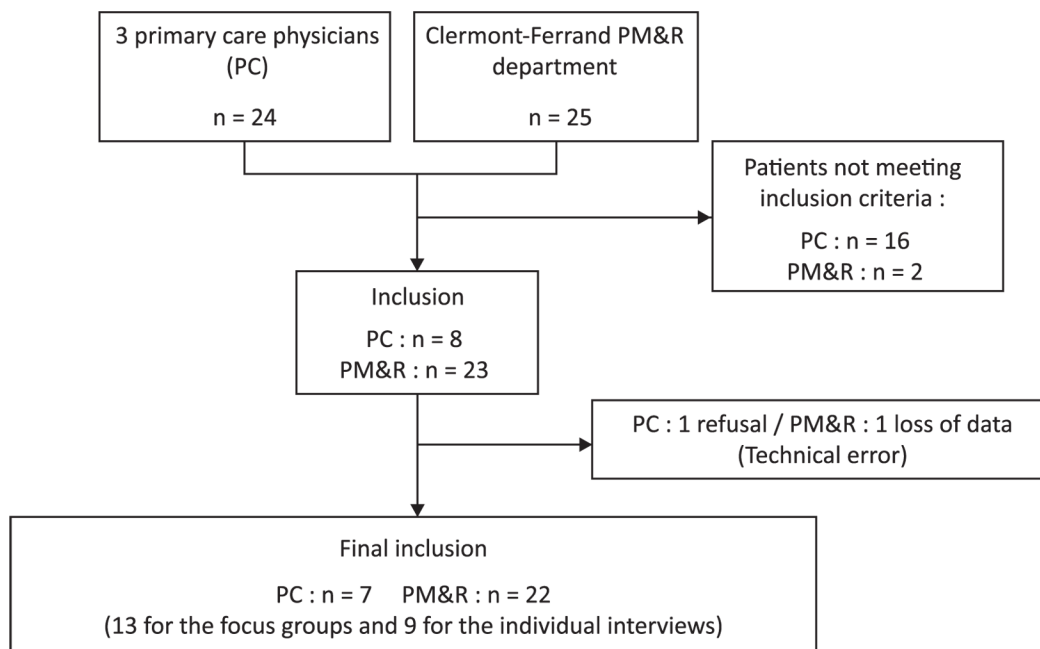 3 primary care physicians
(PC)
n = 24
Clermont-Ferrand PM&R
department
n = 25
Patients not meeting
inclusion criteria :
PC : n = 16
PM&R : n = 2
Inclusion
PC : n = 8
PM&R : n = 23
PC : 1 refusal / PM&R : 1 loss of data
(Technical error)
Final inclusion
PC : n = 7 PM&R : n = 22
(13 for the focus groups and 9 for the individual interviews)